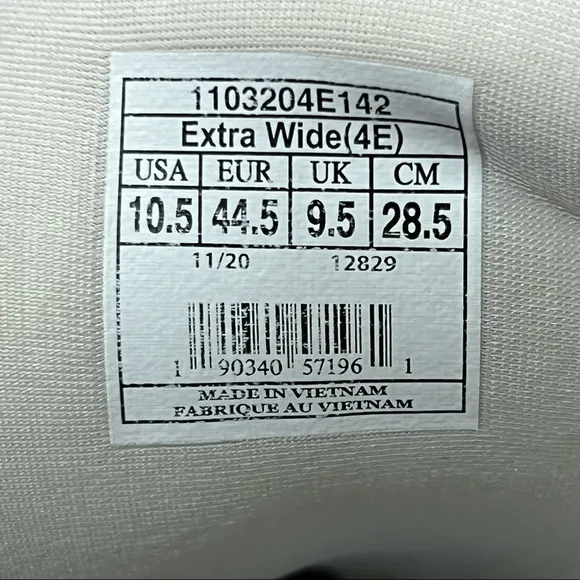 1103204E142
Extra Wide(4E)
USA EUR UK CM
10.5 44.5 9.5 28.5
11/20 12829
1 90340 57196 1
MADE IN VIETNAM
FABRIQUE AU VIETNAM